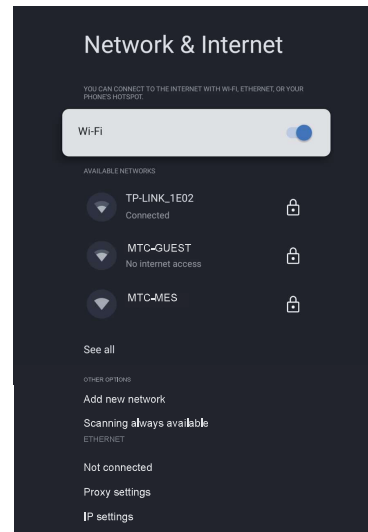 Network & Internet
YOU CAN CONNECT TO THE INTERNET WITH WI-FI, ETHERNET, OR YOUR
PHONE'S HOTSPOT.
Wi-Fi
AVAILABLE NETWORKS
TP-LINK_1E02
Connected
MTC-GUEST
No internet access
MTC-MES
See all
OTHER OPTIONS
Add new network
Scanning always available
ETHERNET
Not connected
Proxy settings
IP settings